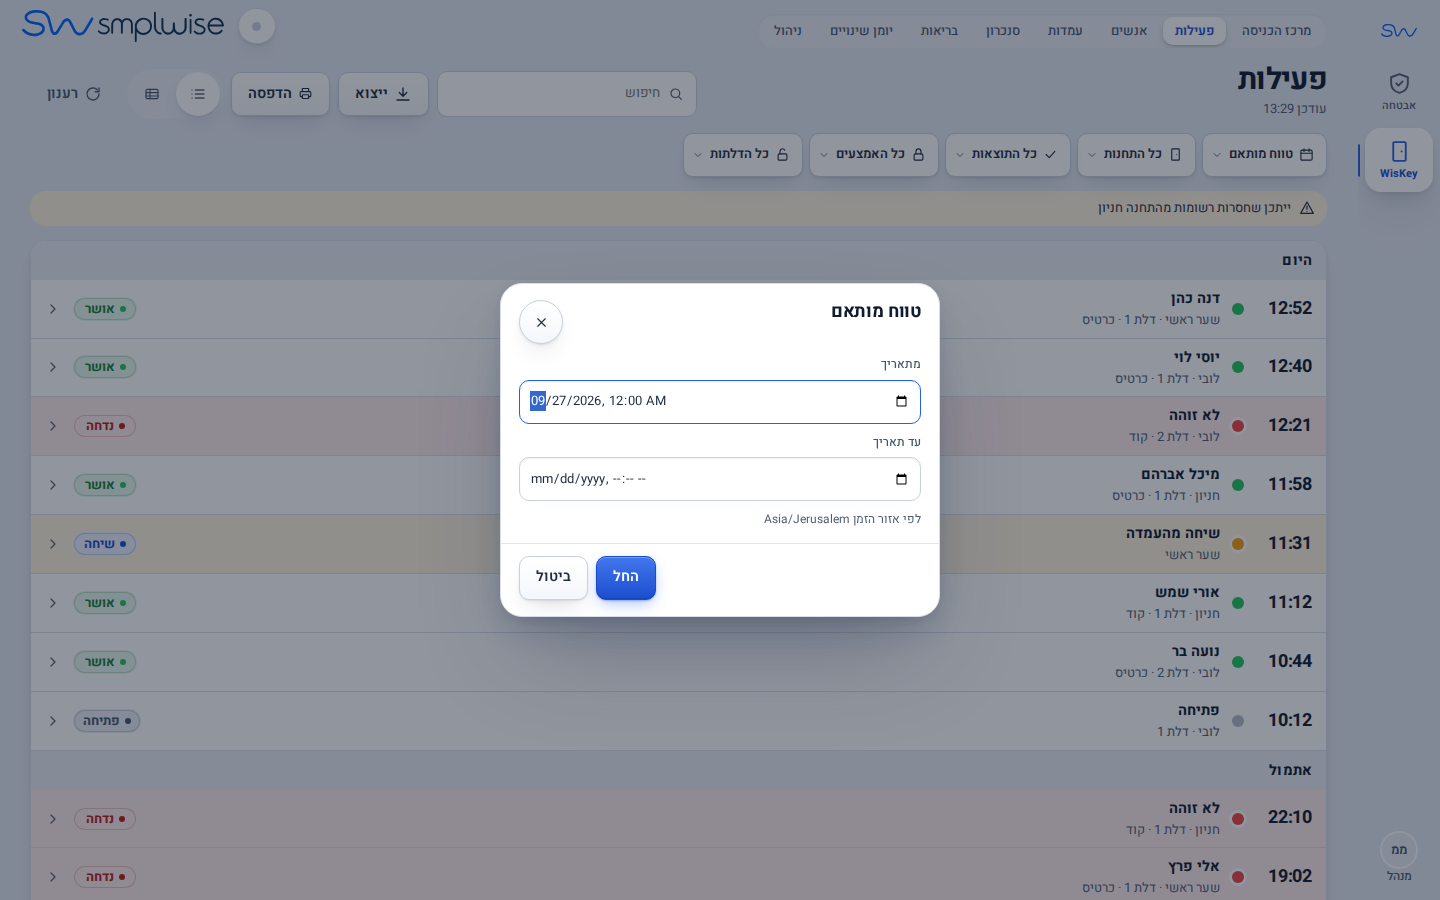 smplwise
מרכז הכניסה
פעילות
אנשים
עמדות
סנכרון
בריאות
יומן שינויים
ניהול
אבטחה
WisKey
פעילות
עודכן 13:29
חיפוש
ייצוא
הדפסה
רענון
טווח מותאם
כל התחנות
כל התוצאות
כל האמצעים
כל הדלתות
ייתכן שחסרות רשומות מהתחנה חניון
היום
12:52
דנה כהן
שער ראשי · דלת 1 · כרטיס
אושר
12:40
יוסי לוי
לובי · דלת 1 · כרטיס
אושר
12:21
לא זוהה
לובי · דלת 2 · קוד
נדחה
11:58
מיכל אברהם
חניון · דלת 1 · כרטיס
אושר
11:31
שיחה מהעמדה
שער ראשי
שיחה
11:12
אורי שמש
חניון · דלת 1 · קוד
אושר
10:44
נועה בר
לובי · דלת 2 · כרטיס
אושר
10:12
פתיחה
לובי · דלת 1
פתיחה
אתמול
22:10
לא זוהה
חניון · דלת 1 · קוד
נדחה
19:02
אלי פרץ
שער ראשי · דלת 1 · כרטיס
נדחה
טווח מותאם
מתאריך
09/27/2026, 12:00 AM
עד תאריך
mm/dd/yyyy, --:-- --
לפי אזור הזמן Asia/Jerusalem
החל
ביטול
ממ
מנהל